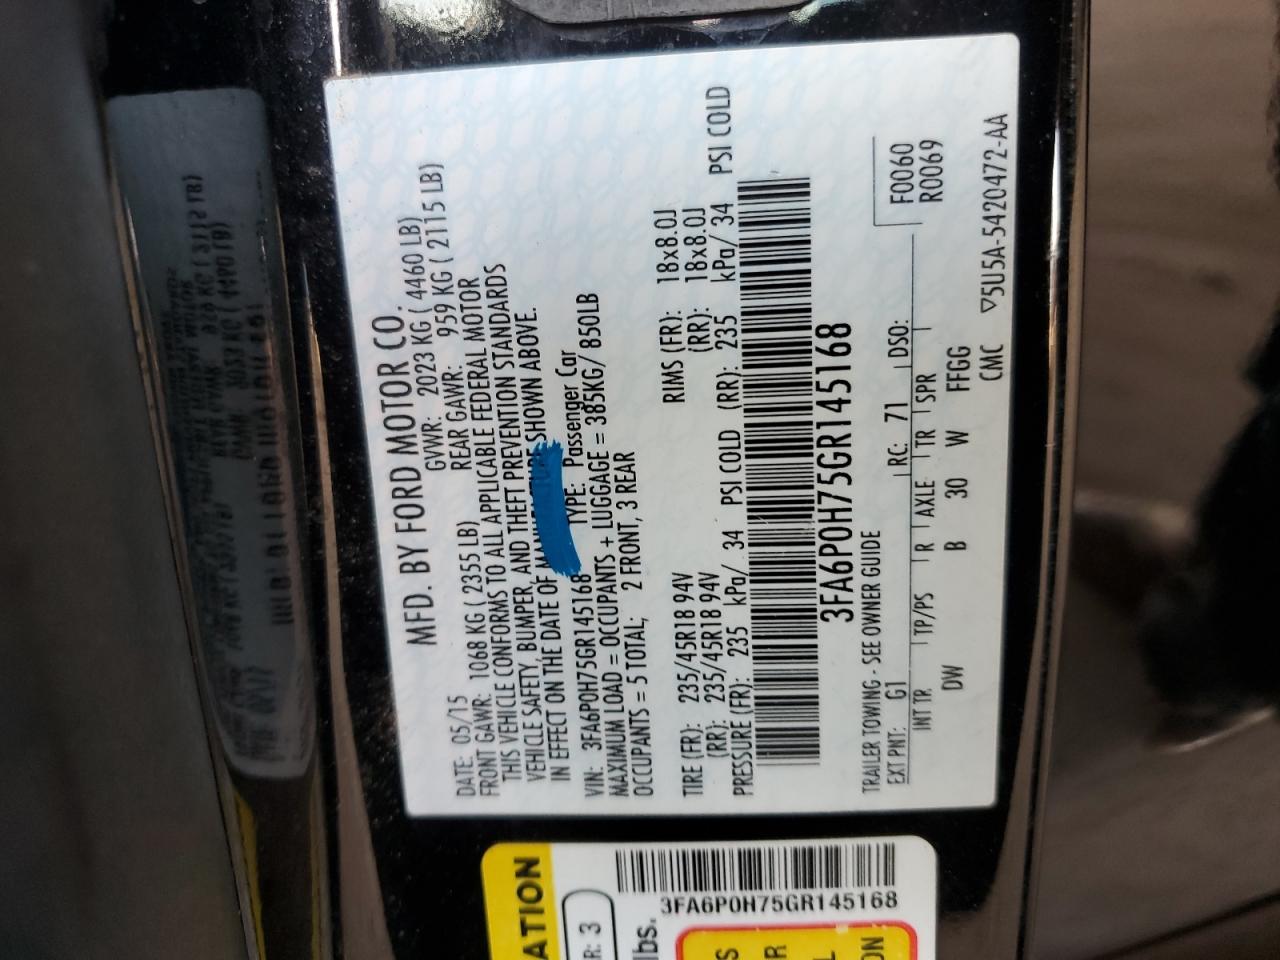 MFD. BY FORD MOTOR CO.
DATE: 05/15 GVWR: 2023 KG ( 4460 LB)
FRONT GAWR: 1068 KG ( 2355 LB) REAR GAWR: 959 KG ( 2115 LB)
THIS VEHICLE CONFORMS TO ALL APPLICABLE FEDERAL MOTOR
VEHICLE SAFETY, BUMPER, AND THEFT PREVENTION STANDARDS
IN EFFECT ON THE DATE OF SHOWN ABOVE.
VIN: 3FA6P0H75GR145168 TYPE: Passenger Car
MAXIMUM LOAD = OCCUPANTS + LUGGAGE = 385KG/ 850LB
OCCUPANTS = 5 TOTAL; 2 FRONT, 3 REAR
TIRE (FR): 235/45R18 94V RIMS (FR): 18x8.0J
(RR): 235/45R18 94V (RR): 18x8.0J
PRESSURE (FR): 235 kPa/ 34 PSI COLD (RR): 235 kPa/ 34 PSI COLD
3FA6P0H75GR145168
TRAILER TOWING - SEE OWNER GUIDE
F0060
EXT PNT: G1 RC: 71 DSO: R0069
INT TR TP/PS R AXLE TR SPR
DW B 30 W FFGG
CMC ▽5U5A-5420472-AA
ATION
R: 3
lbs.
3FA6P0H75GR145168
S
R
L
ON